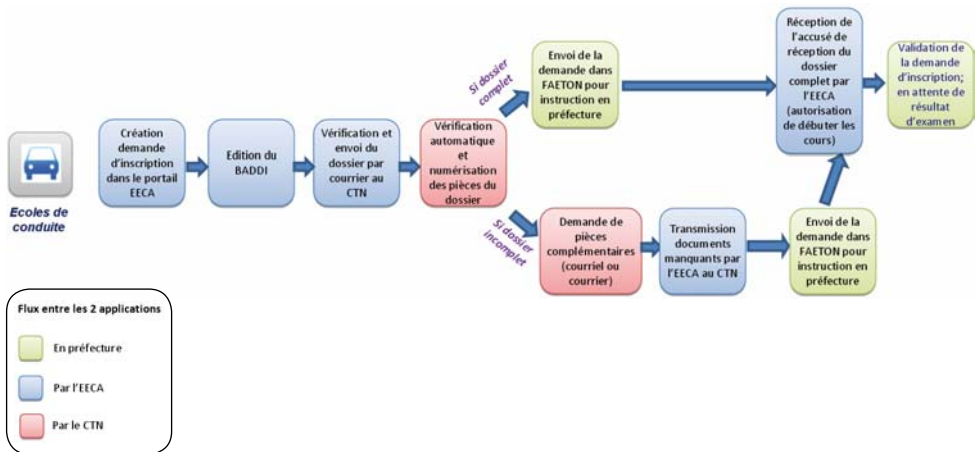 Ecoles de
conduite
Création
demande
d'inscription
dans le portail
EECA
Edition du
BADDI
Vérification et
envoi du
dossier par
courrier au
CTN
Vérification
automatique
et
numérisation
des pièces du
dossier
Si dossier
complet
Envoi de la
demande dans
FAETON pour
instruction en
préfecture
Réception de
l'accusé de
réception du
dossier
complet par
l'EECA
(autorisation
de débuter les
cours)
Validation de
la demande
d'inscription;
en attente de
résultat
d'examen
Si dossier
incomplet
Demande de
pièces
complémentaires
(courriel ou
courrier)
Transmission
documents
manquants par
l'EECA au CTN
Envoi de la
demande dans
FAETON pour
instruction en
préfecture
Flux entre les 2 applications
En préfecture
Par l'EECA
Par le CTN